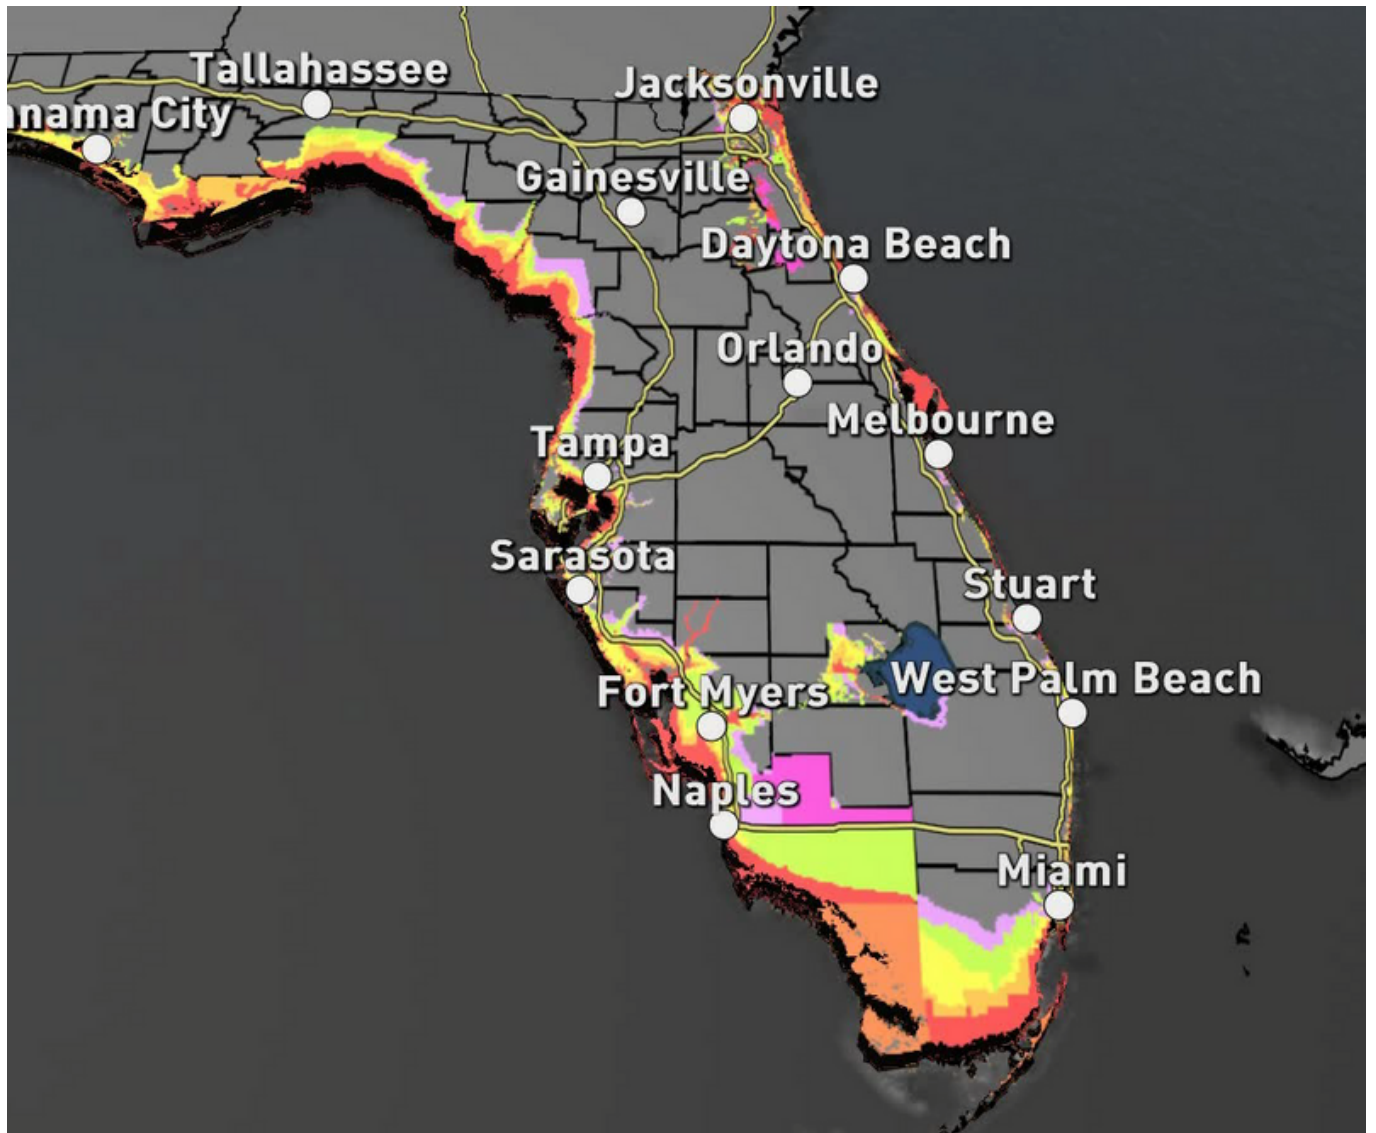 Tallahassee
Jacksonville
nama City
Gainesville
Daytona Beach
Orlando
Melbourne
Tampa
Sarasota
Stuart
West Palm Beach
Fort Myers
Naples
Miami